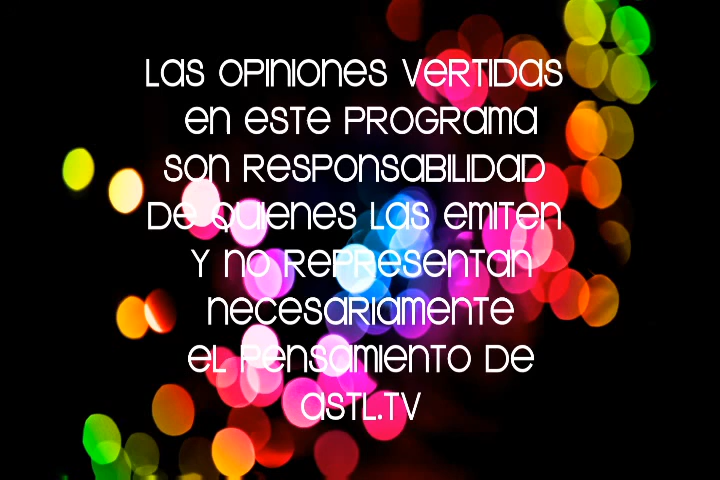 Las opiniones vertidas
en este programa
son responsabilidad
de quienes las emiten
y no representan
necesariamente
el pensamiento de
astl.tv